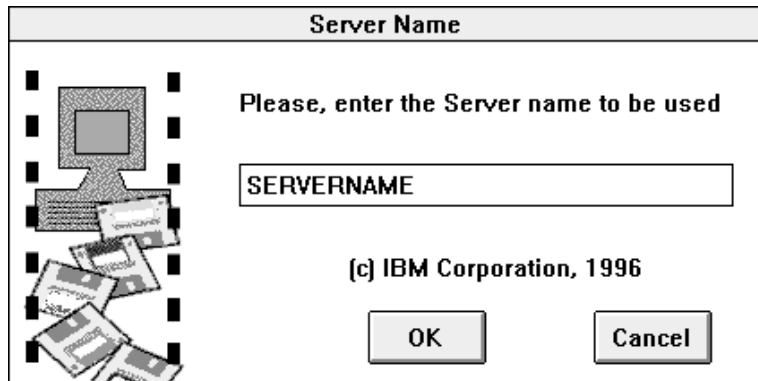 Server Name
Please, enter the Server name to be used
SERVERNAME
(c) IBM Corporation, 1996
OK
Cancel